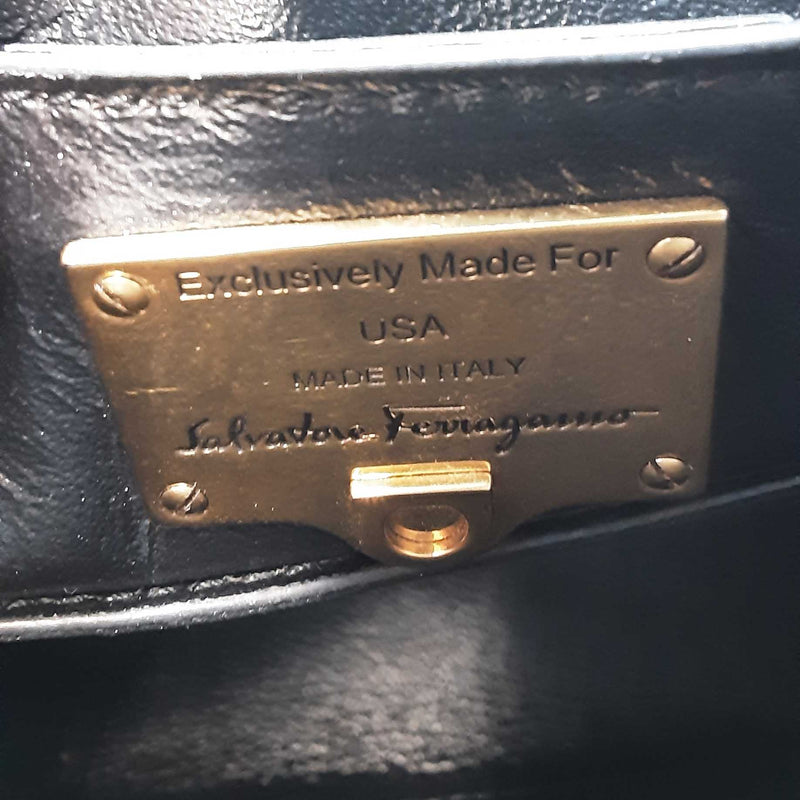 Exclusively Made For
USA
MADE IN ITALY
Salvatore Ferragamo